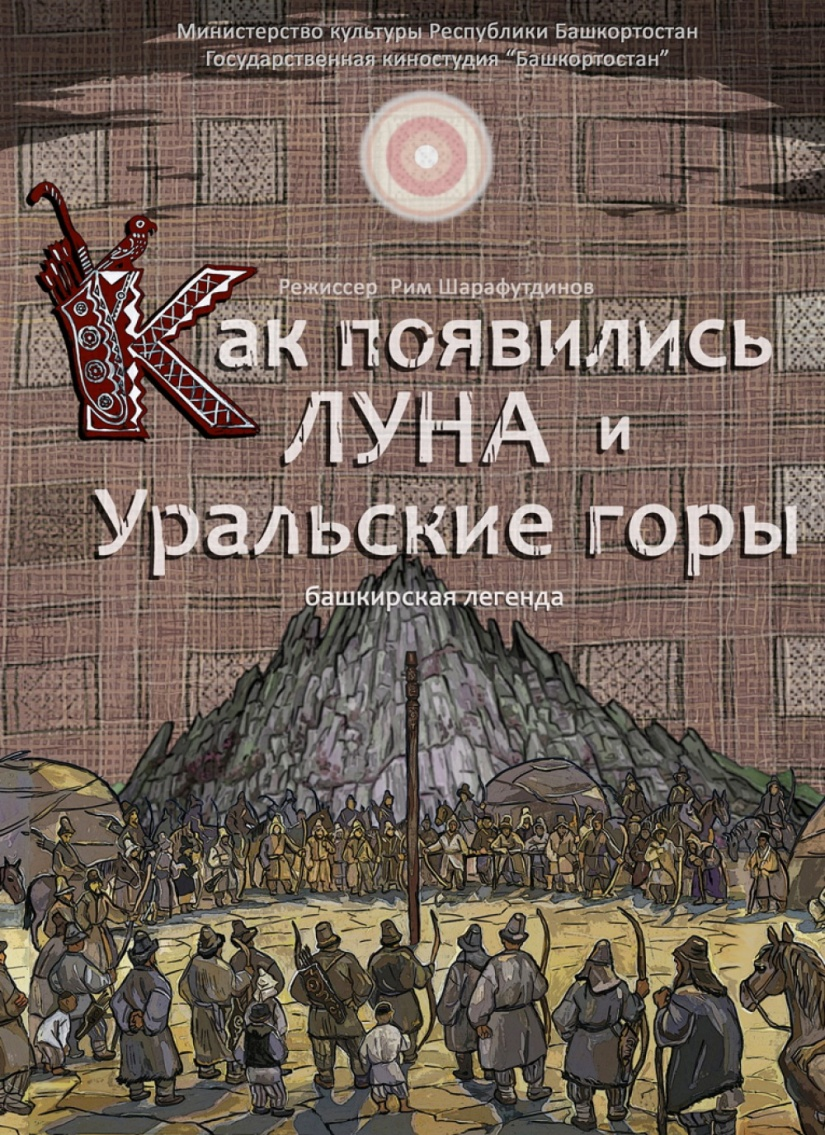 Министерство культуры Республики Башкортостан
Государственная киностудия “Башкортостан”
Режиссер Рим Шарафутдинов
Как появились
ЛУНА и
Уральские горы
башкирская легенда